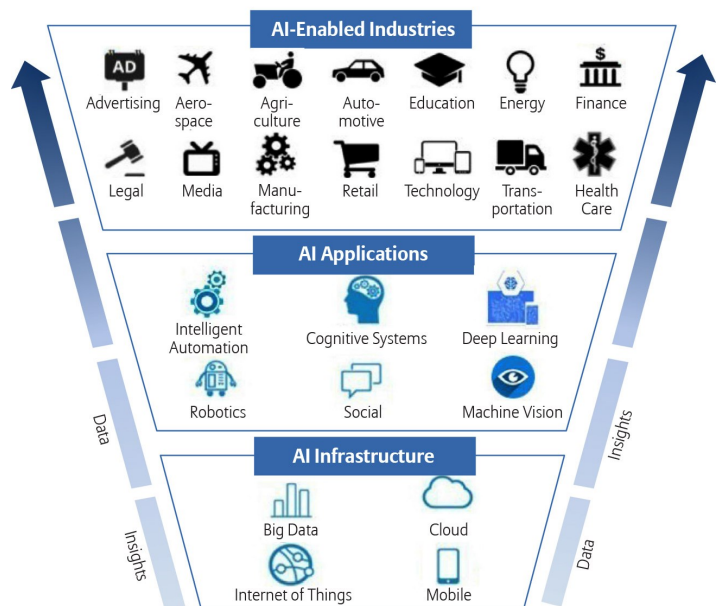 AI-Enabled Industries
AD
$
Advertising
Aero-
space
Agri-
culture
Auto-
motive
Education
Energy
Finance
Legal
Media
Manu-
facturing
Retail
Technology
Trans-
portation
Health
Care
AI Applications
Intelligent
Automation
Cognitive Systems
Deep Learning
Robotics
Social
Machine Vision
Data
Insights
AI Infrastructure
Big Data
Cloud
Insights
Data
Internet of Things
Mobile